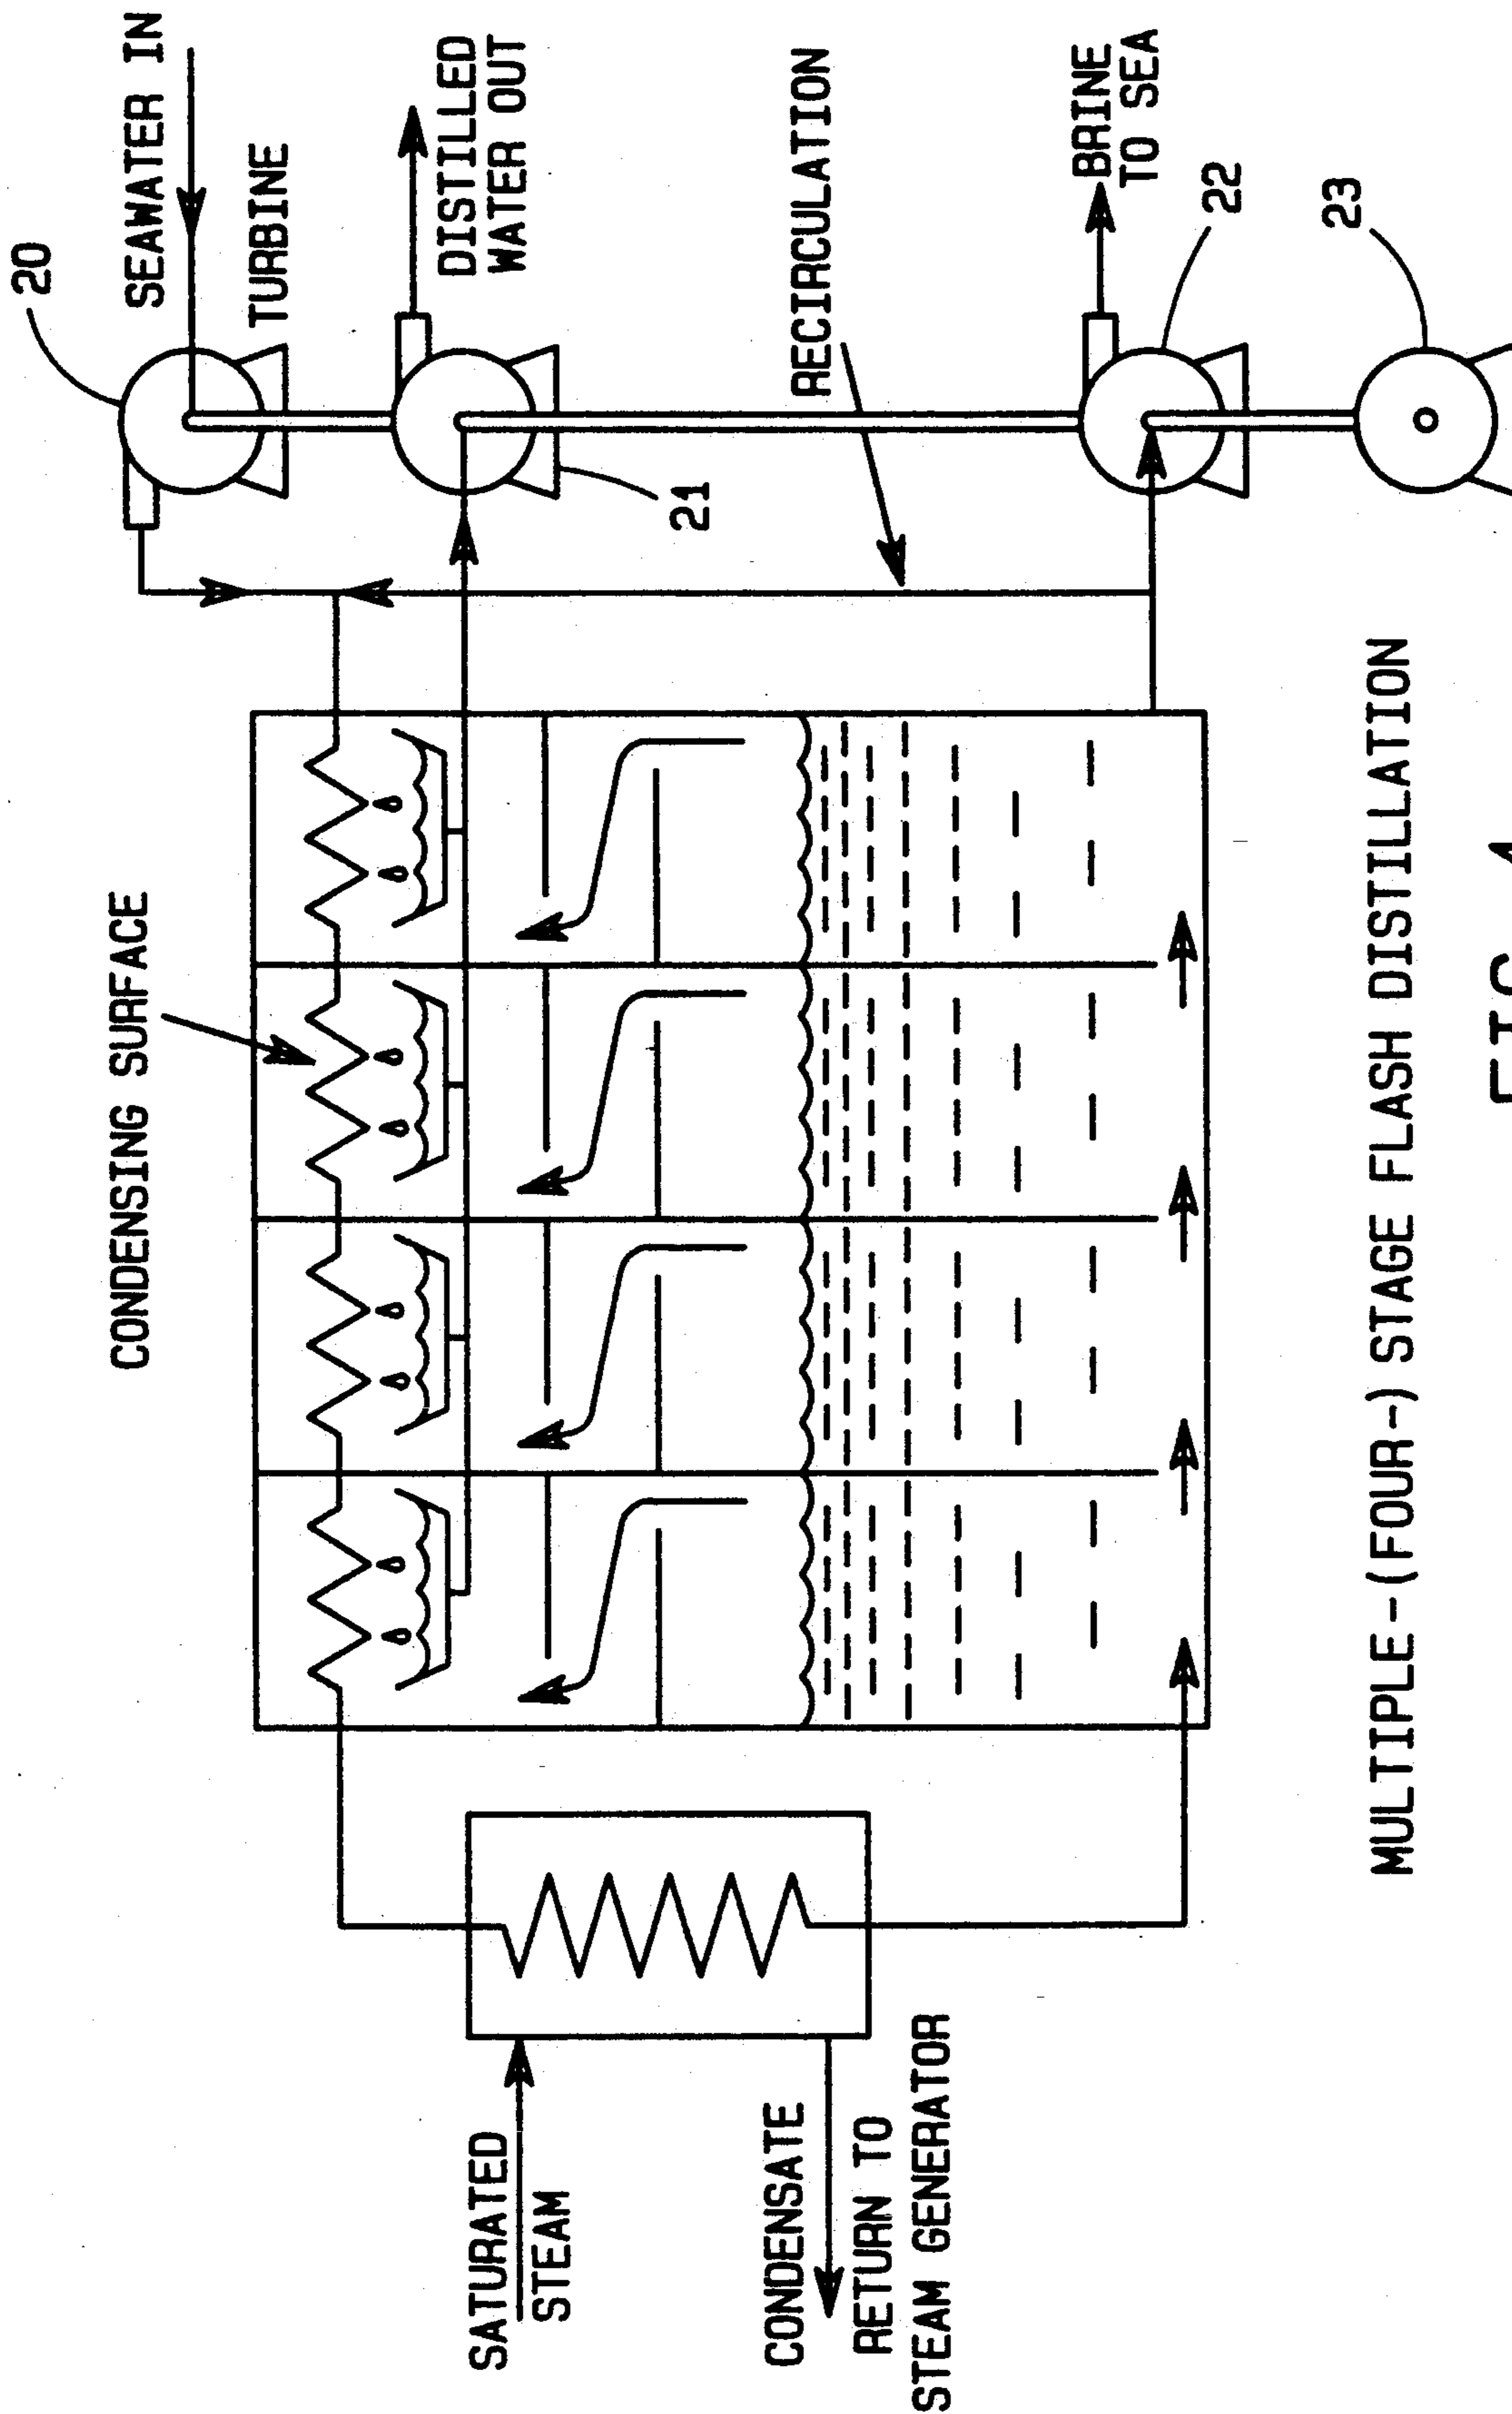 20
SEAWATER IN
TURBINE
DISTILLED
WATER OUT
21
RECIRCULATION
BRINE
TO SEA
22
23
CONDENSING SURFACE
SATURATED
STEAM
CONDENSATE
RETURN TO
STEAM GENERATOR
MULTIPLE-(FOUR-) STAGE FLASH DISTILLATION